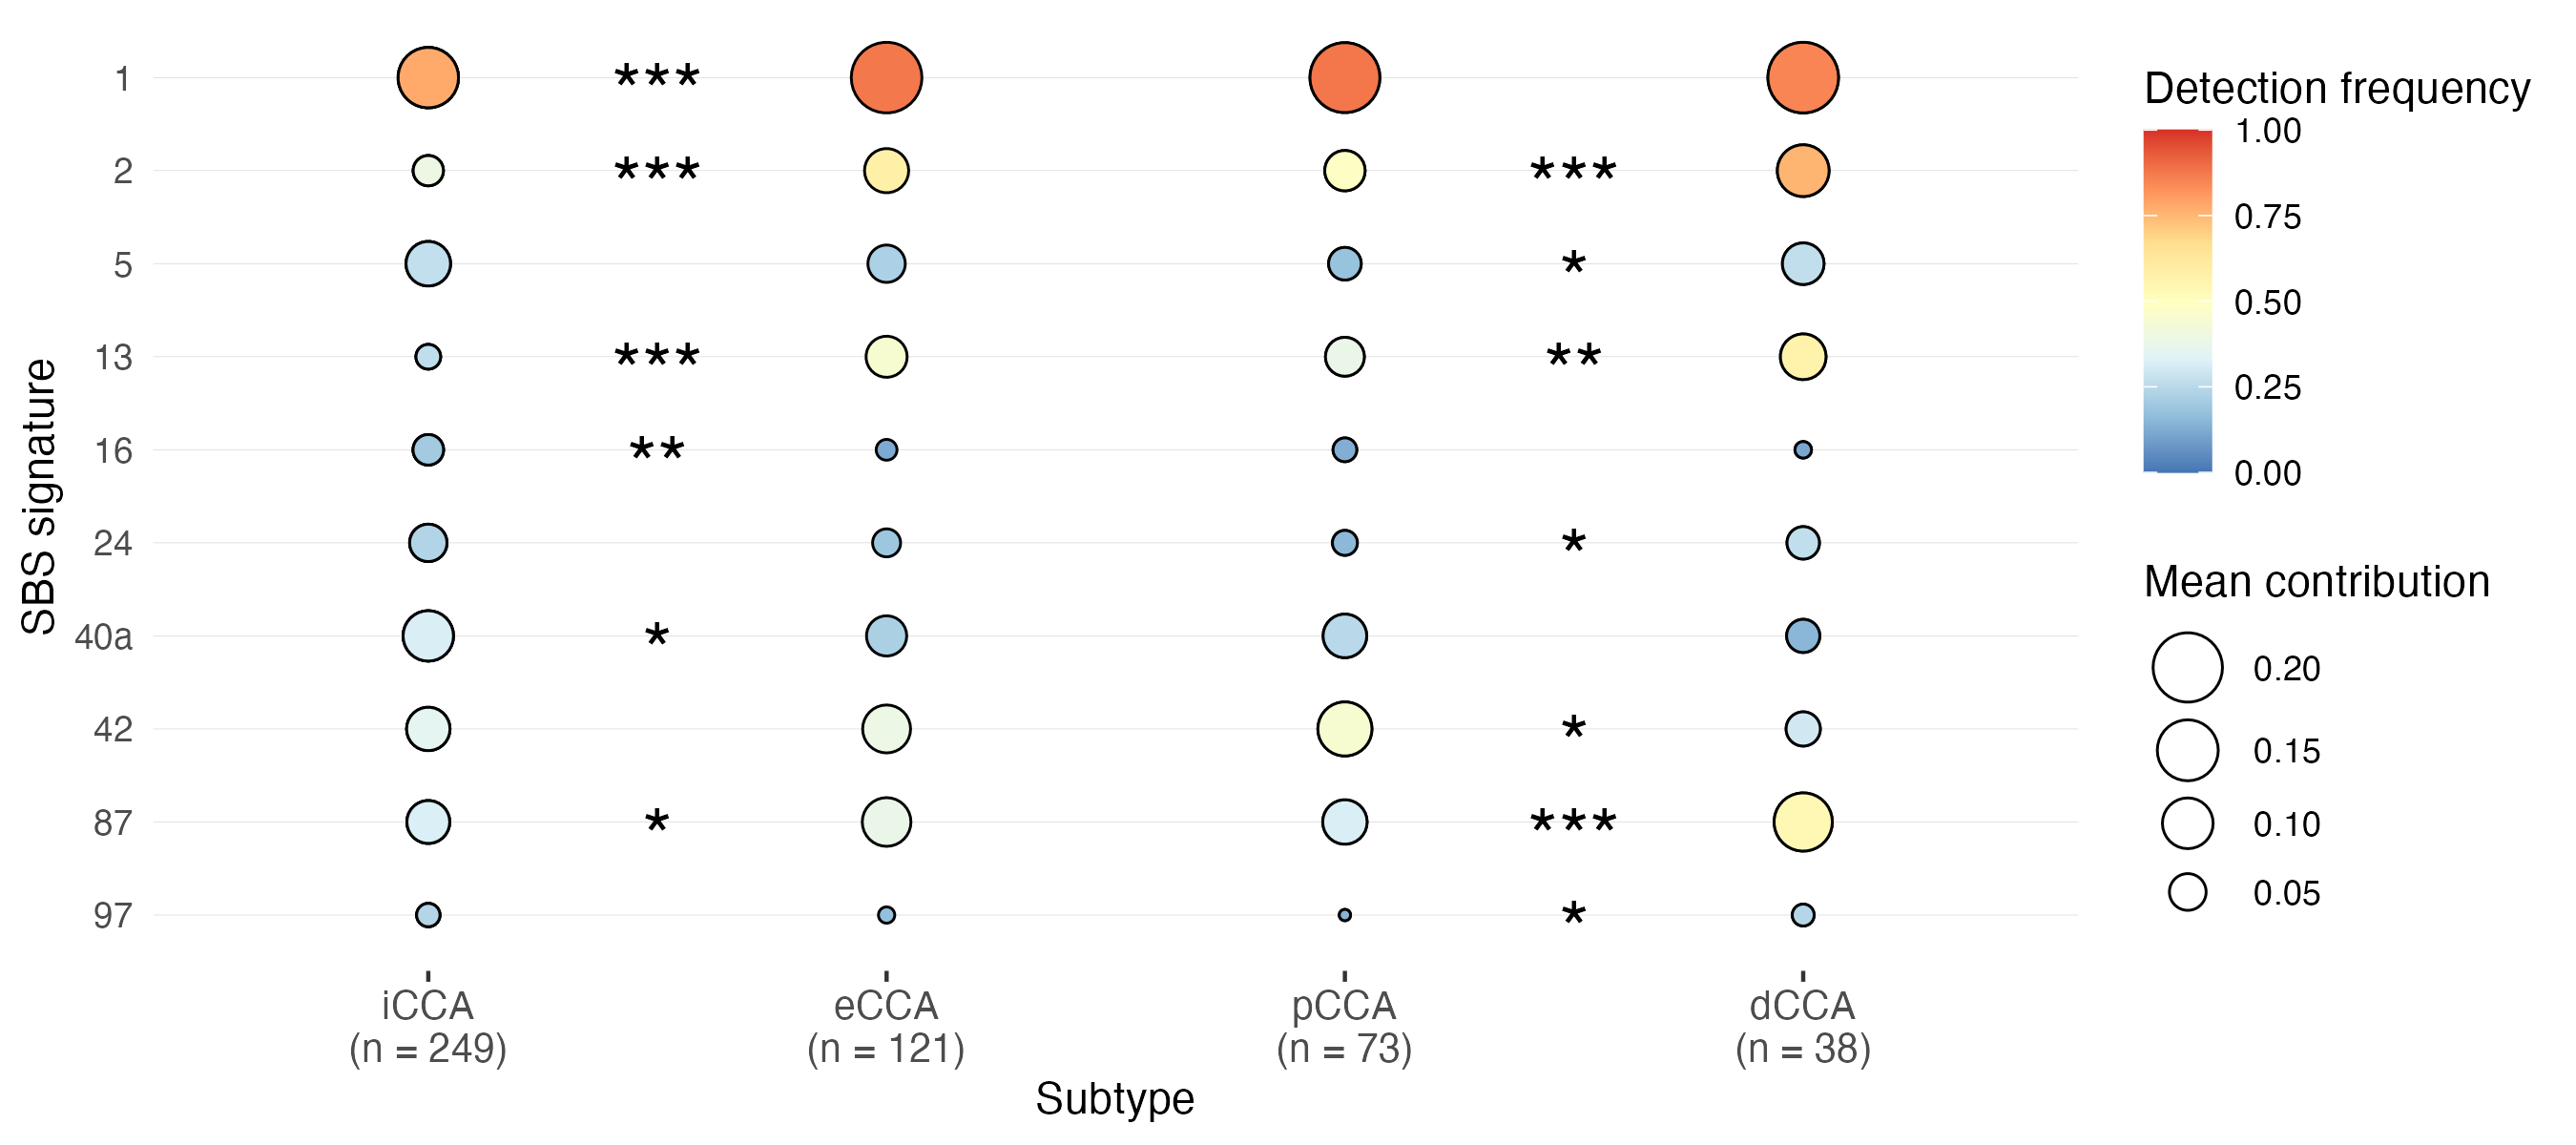 1 *** 
2 *** ***
5 *
13 *** **
16 **
24 *
40a *
42 *
87 * ***
97 *
SBS signature
iCCA
(n = 249)
eCCA
(n = 121)
pCCA
(n = 73)
dCCA
(n = 38)
Subtype
Detection frequency
1.00
0.75
0.50
0.25
0.00
Mean contribution
0.20
0.15
0.10
0.05